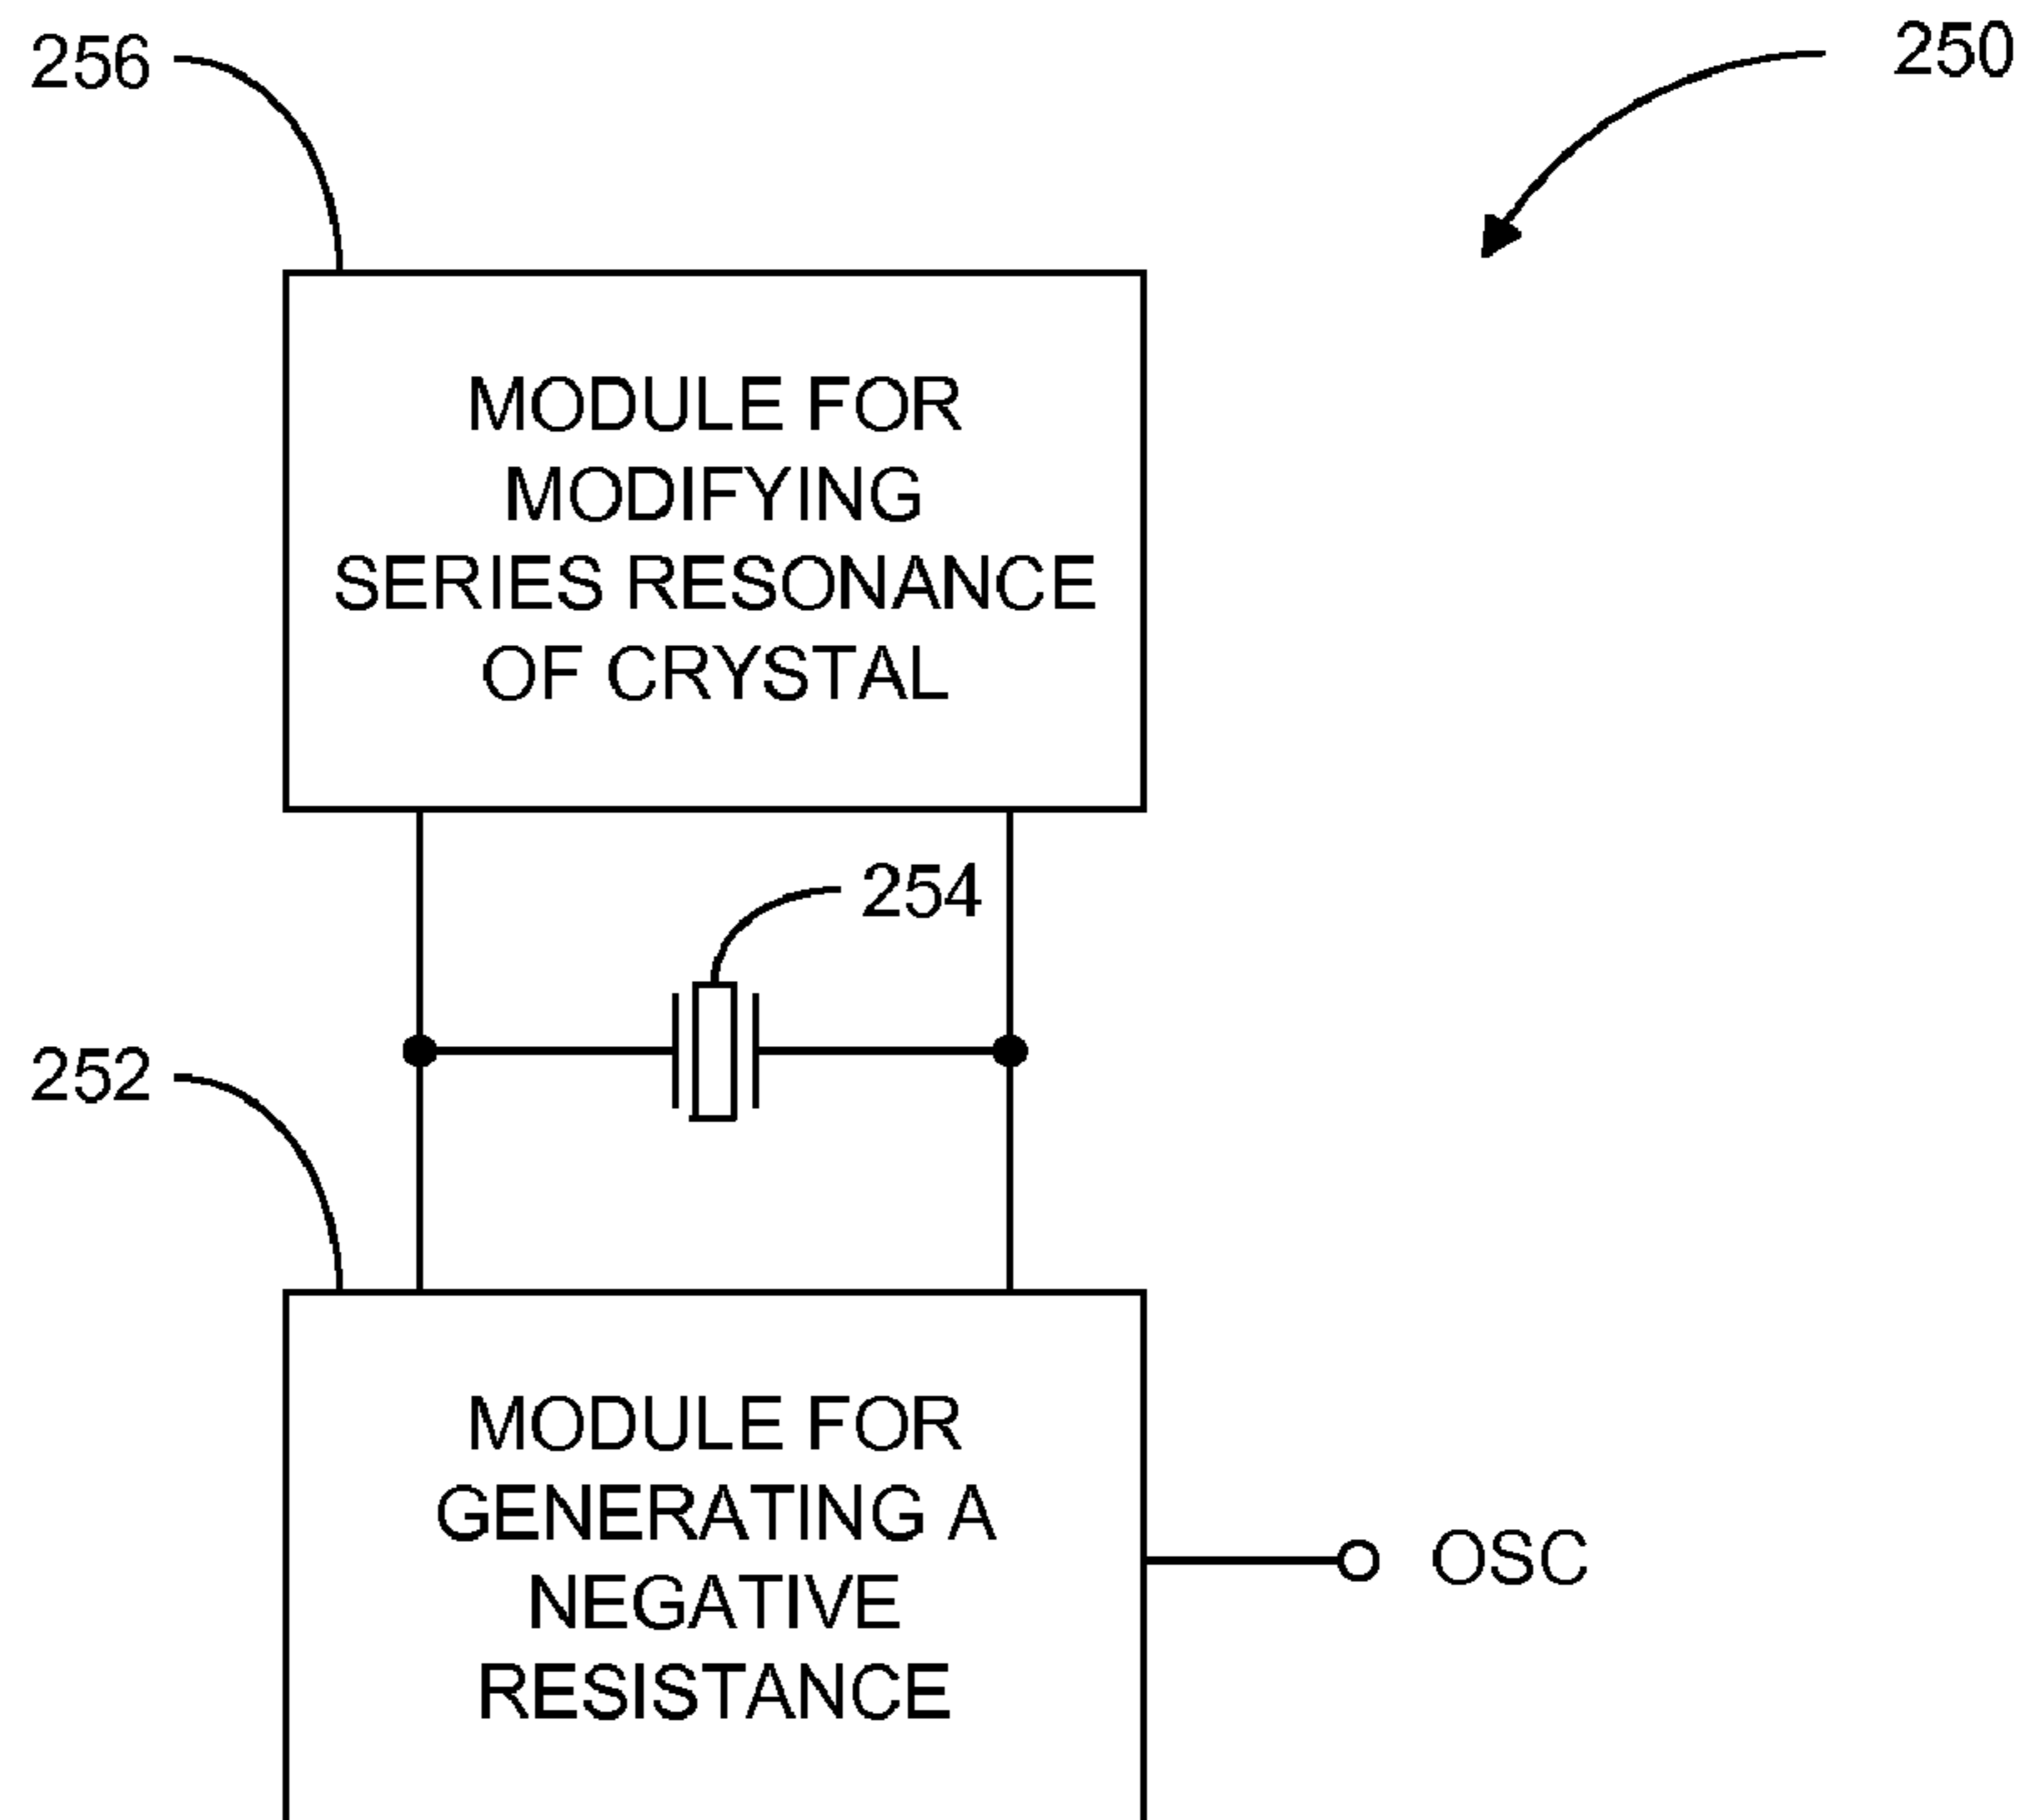 256
250
MODULE FOR
MODIFYING
SERIES RESONANCE
OF CRYSTAL
254
252
MODULE FOR
GENERATING A
NEGATIVE
RESISTANCE
OSC